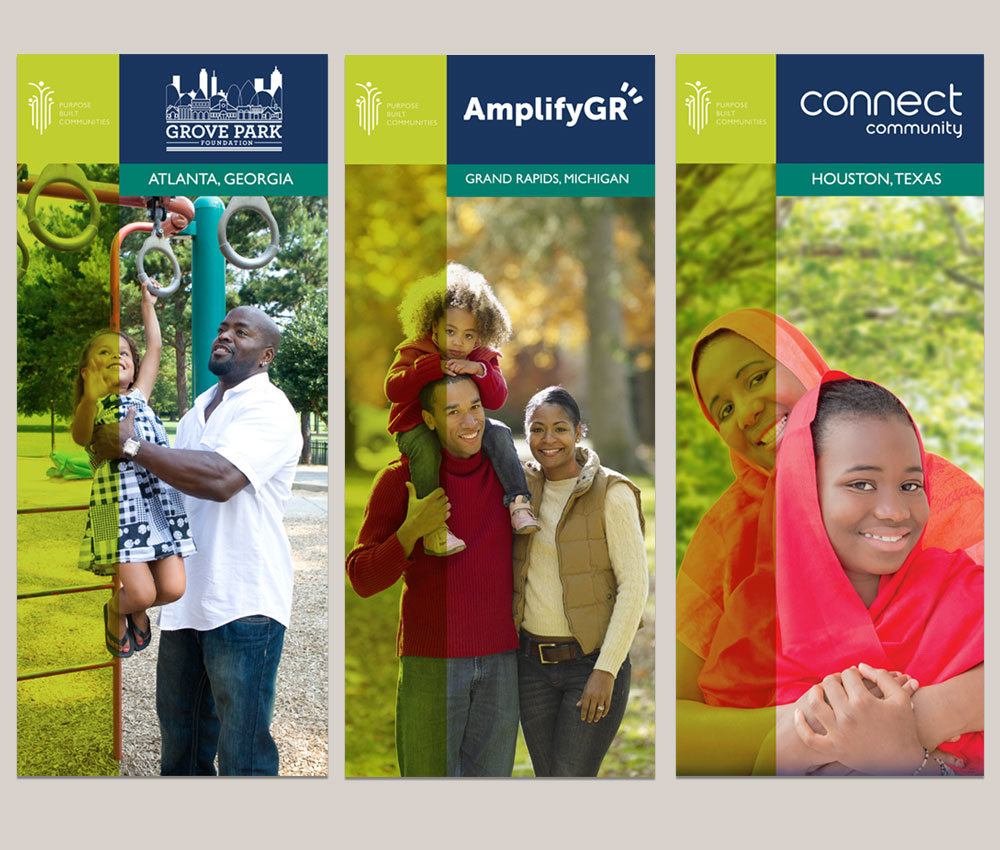 PURPOSE
BUILT
COMMUNITIES
GROVE PARK
FOUNDATION
ATLANTA, GEORGIA
PURPOSE
BUILT
COMMUNITIES
AmplifyGR
GRAND RAPIDS, MICHIGAN
PURPOSE
BUILT
COMMUNITIES
connect
community
HOUSTON, TEXAS